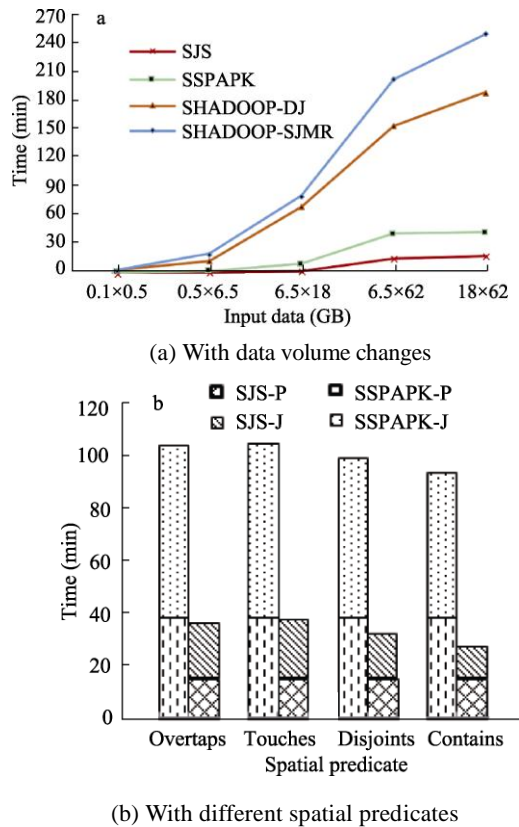 270
a
240
SJS
210
SSPAPK
180
SHADOOP-DJ
150
SHADOOP-SJMR
120
90
60
30
0
Time (min)
0.1×0.5 0.5×6.5 6.5×18 6.5×62 18×62
Input data (GB)
(a) With data volume changes
b
SJS-P SSPAPK-P
SJS-J SSPAPK-J
120
100
80
60
40
20
0
Time (min)
Overtaps Touches Disjoints Contains
Spatial predicate
(b) With different spatial predicates